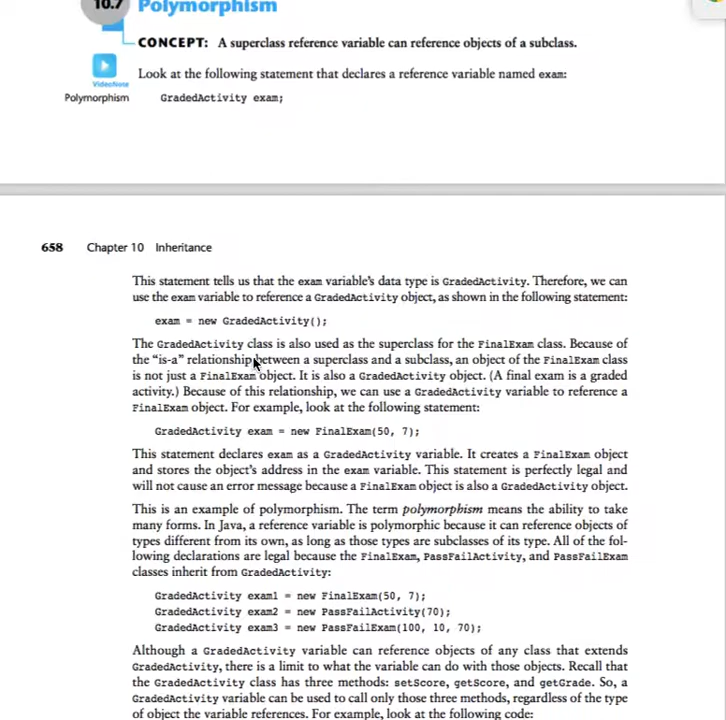 10.7 Polymorphism
CONCEPT: A superclass reference variable can reference objects of a subclass.
VideoNote
Polymorphism
Look at the following statement that declares a reference variable named exam:
GradedActivity exam;
658 Chapter 10 Inheritance
This statement tells us that the exam variable's data type is GradedActivity. Therefore, we can
use the exam variable to reference a GradedActivity object, as shown in the following statement:
exam = new GradedActivity();
The GradedActivity class is also used as the superclass for the FinalExam class. Because of
the "is-a" relationship between a superclass and a subclass, an object of the FinalExam class
is not just a FinalExam object. It is also a GradedActivity object. (A final exam is a graded
activity.) Because of this relationship, we can use a GradedActivity variable to reference a
FinalExam object. For example, look at the following statement:
GradedActivity exam = new FinalExam(50, 7);
This statement declares exam as a GradedActivity variable. It creates a FinalExam object
and stores the object's address in the exam variable. This statement is perfectly legal and
will not cause an error message because a FinalExam object is also a GradedActivity object.
This is an example of polymorphism. The term polymorphism means the ability to take
many forms. In Java, a reference variable is polymorphic because it can reference objects of
types different from its own, as long as those types are subclasses of its type. All of the fol-
lowing declarations are legal because the FinalExam, PassFailActivity, and PassFailExam
classes inherit from GradedActivity:
GradedActivity exam1 = new FinalExam(50, 7);
GradedActivity exam2 = new PassFailActivity(70);
GradedActivity exam3 = new PassFailExam(100, 10, 70);
Although a GradedActivity variable can reference objects of any class that extends
GradedActivity, there is a limit to what the variable can do with those objects. Recall that
the GradedActivity class has three methods: setScore, getScore, and getGrade. So, a
GradedActivity variable can be used to call only those three methods, regardless of the type
of object the variable references. For example, look at the following code: